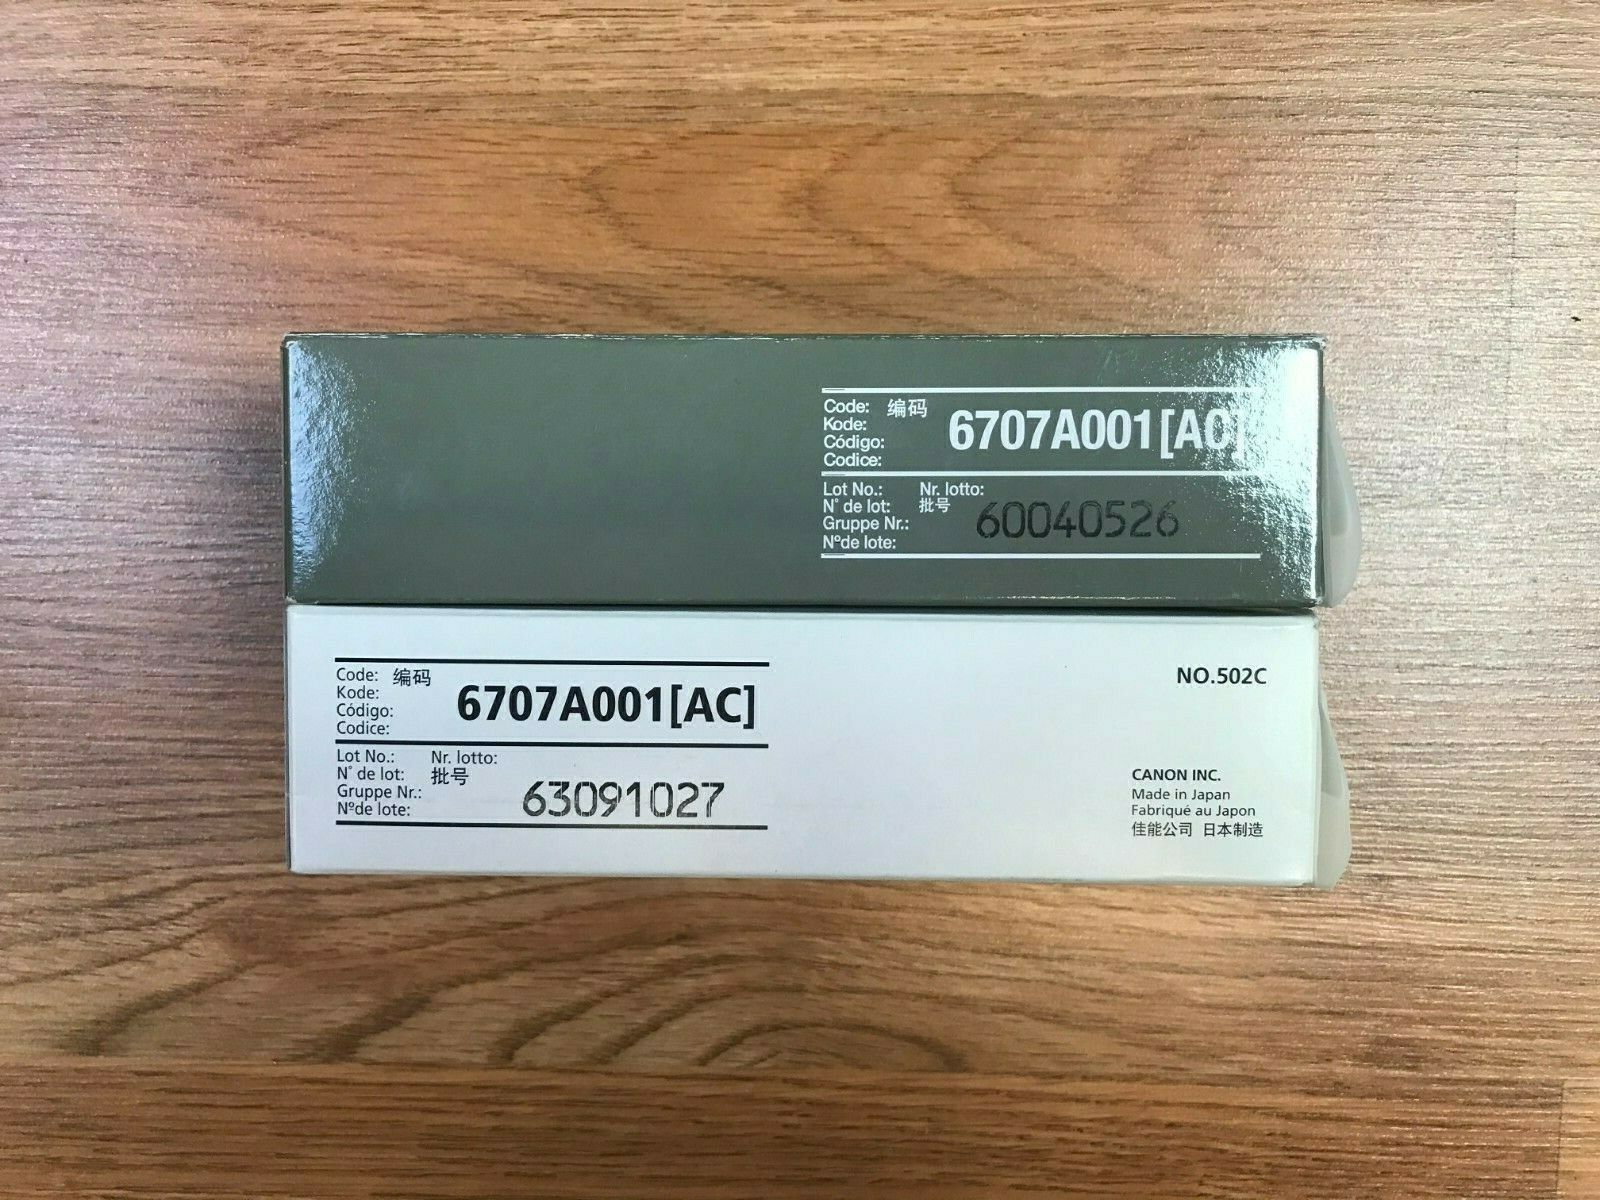 Code: 编码
Kode:
Código:
Codice:
6707A001[AC]
Lot No.: Nr. lotto:
N° de lot: 批号
Gruppe Nr.:
Nºde lote:
60040526
Code: 编码
Kode:
Código:
Codice:
6707A001[AC]
Lot No.: Nr. lotto:
N° de lot: 批号
Gruppe Nr.:
Nºde lote:
63091027
NO.502C
CANON INC.
Made in Japan
Fabriqué au Japon
佳能公司 日本制造